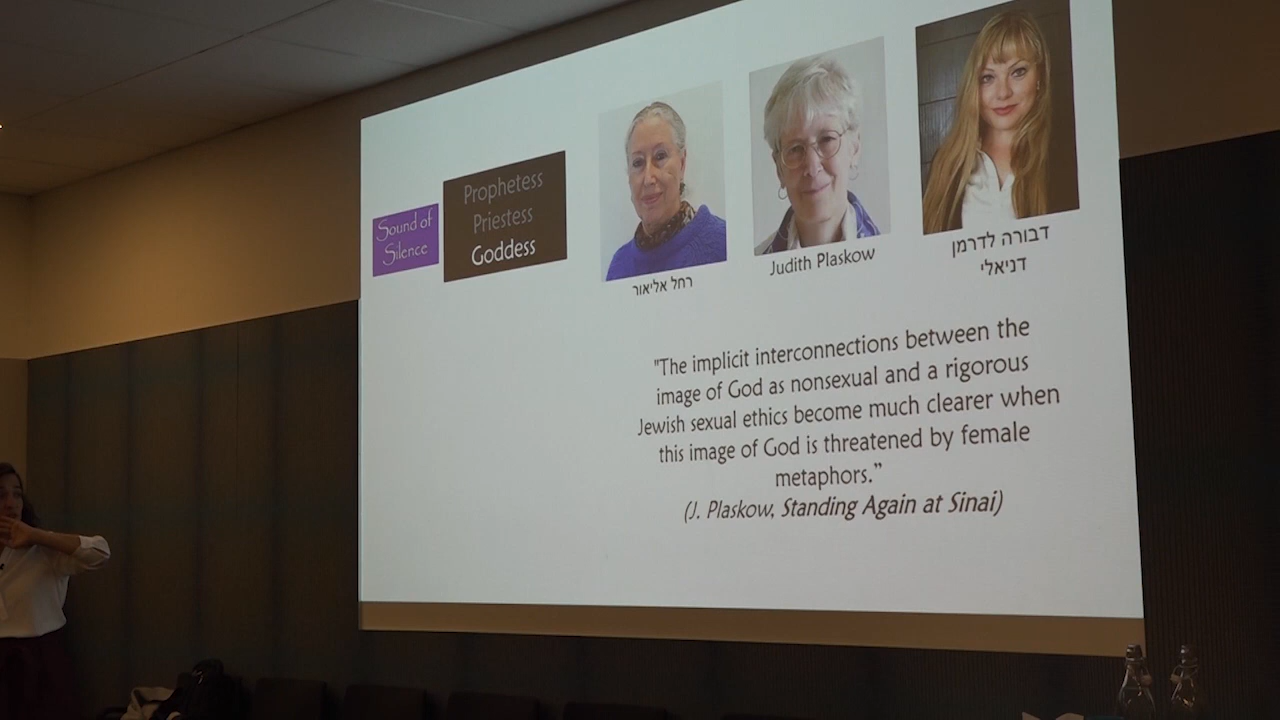 Sound of
Silence
Prophetess
Priestess
Goddess
רחל אליאור
Judith Plaskow
דבורה לדרמן
דניאלי
"The implicit interconnections between the
image of God as nonsexual and a rigorous
Jewish sexual ethics become much clearer when
this image of God is threatened by female
metaphors.”
(J. Plaskow, Standing Again at Sinai)